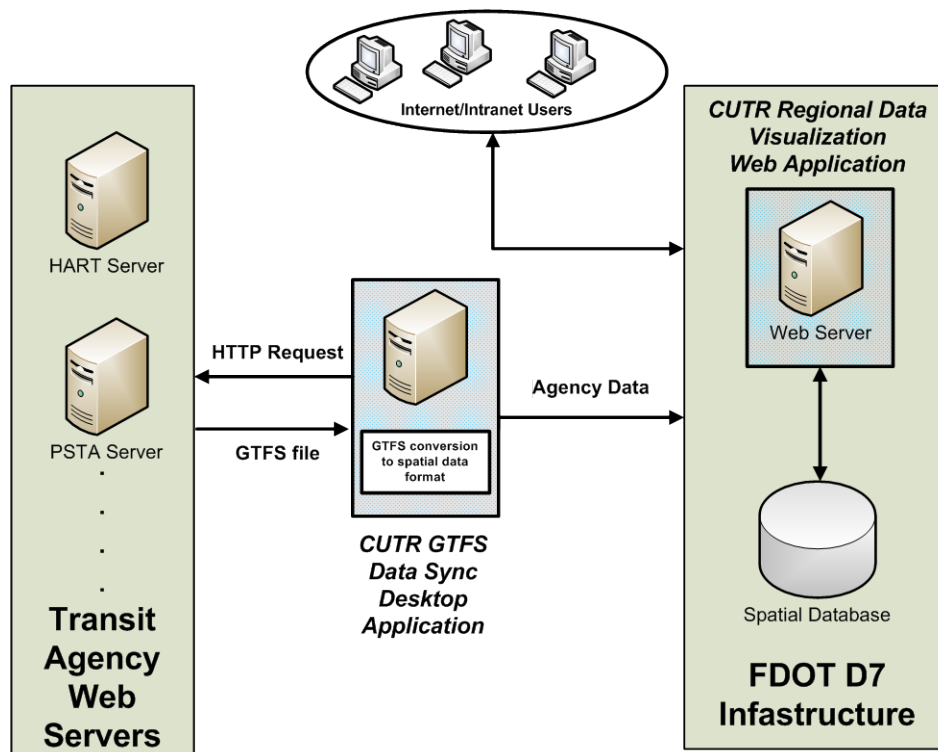 Internet/Intranet Users
HART Server
PSTA Server
.
.
.
.
Transit
Agency
Web
Servers
HTTP Request
GTFS file
GTFS conversion
to spatial data
format
CUTR GTFS
Data Sync
Desktop
Application
Agency Data
CUTR Regional Data
Visualization
Web Application
Web Server
Spatial Database
FDOT D7
Infastructure